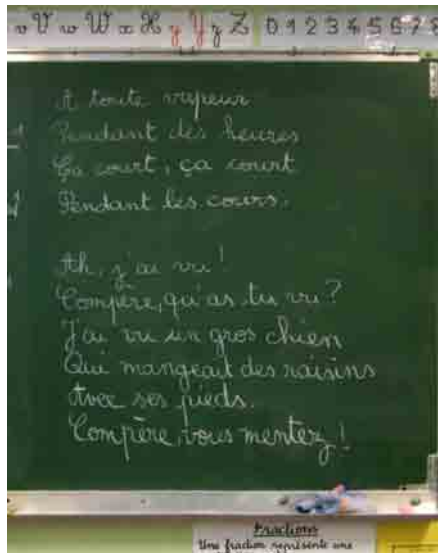 v V w W x X y Y z Z 0 1 2 3 4 5 6 7 8
A toute vapeur
Pendant des heures
Ça court, ça court
Pendant les cours.
Ah, j'ai vu!
Compère, qu'as-tu vu?
J'ai vu un gros chien
Qui mangeait des raisins
Avec ses pieds.
Compère, vous mentez!
Fractions
Une fraction représente une